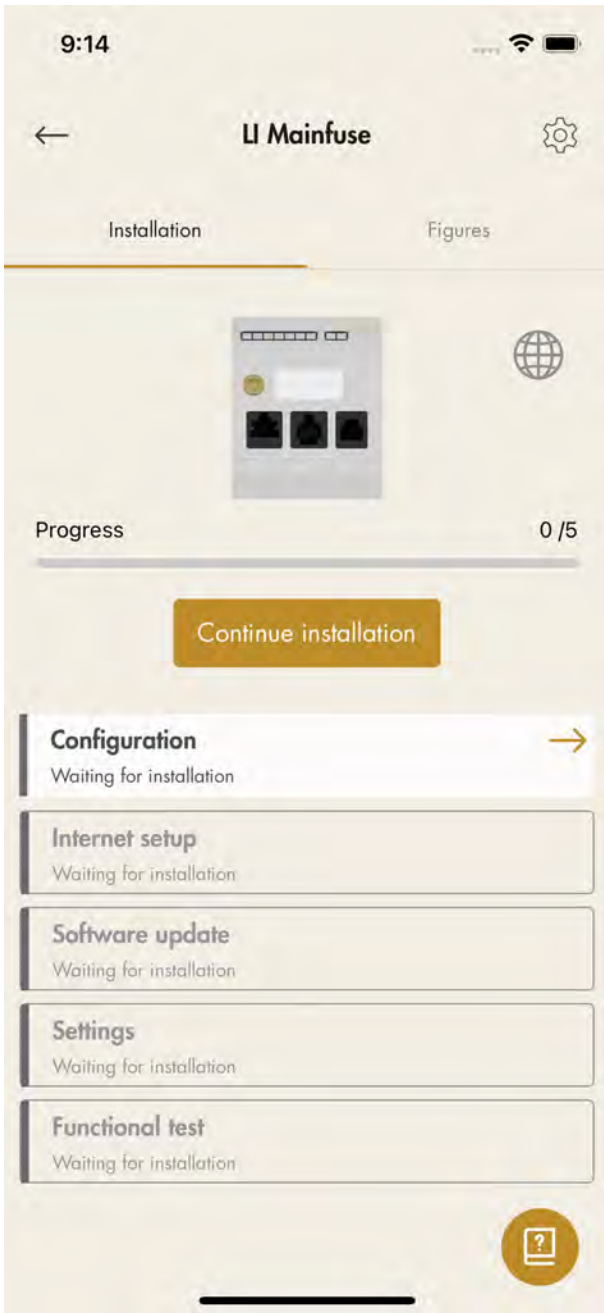 9:14
LI Mainfuse
Installation
Figures
Progress
0 /5
Continue installation
Configuration
Waiting for installation
Internet setup
Waiting for installation
Software update
Waiting for installation
Settings
Waiting for installation
Functional test
Waiting for installation
?